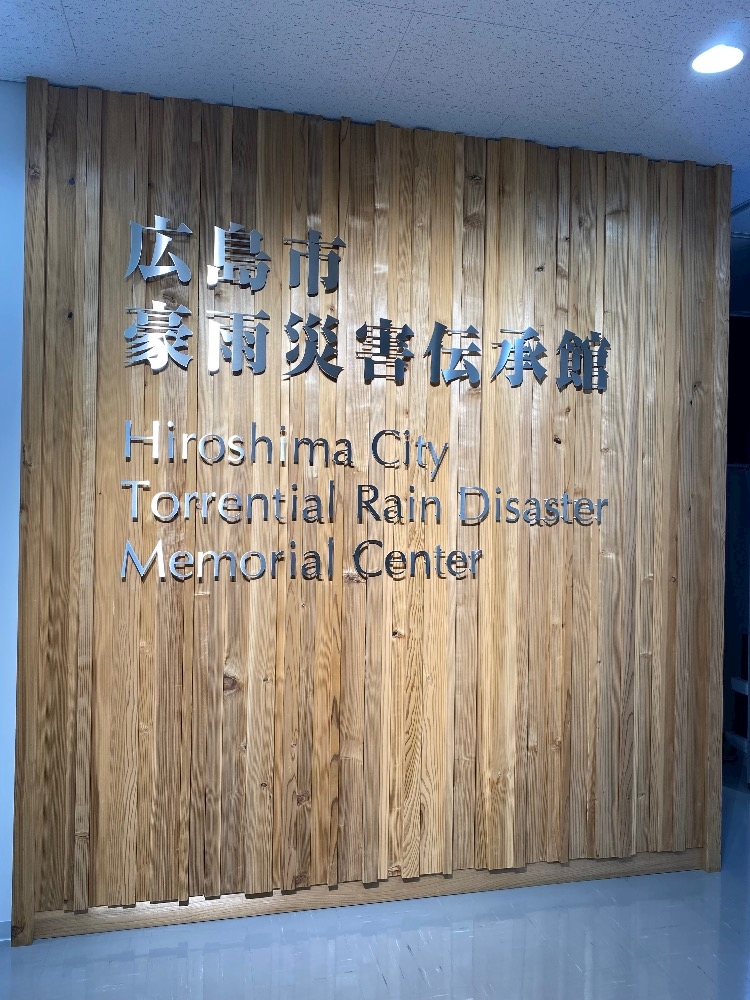 広島市
豪雨災害伝承館
Hiroshima City
Torrential Rain Disaster
Memorial Center